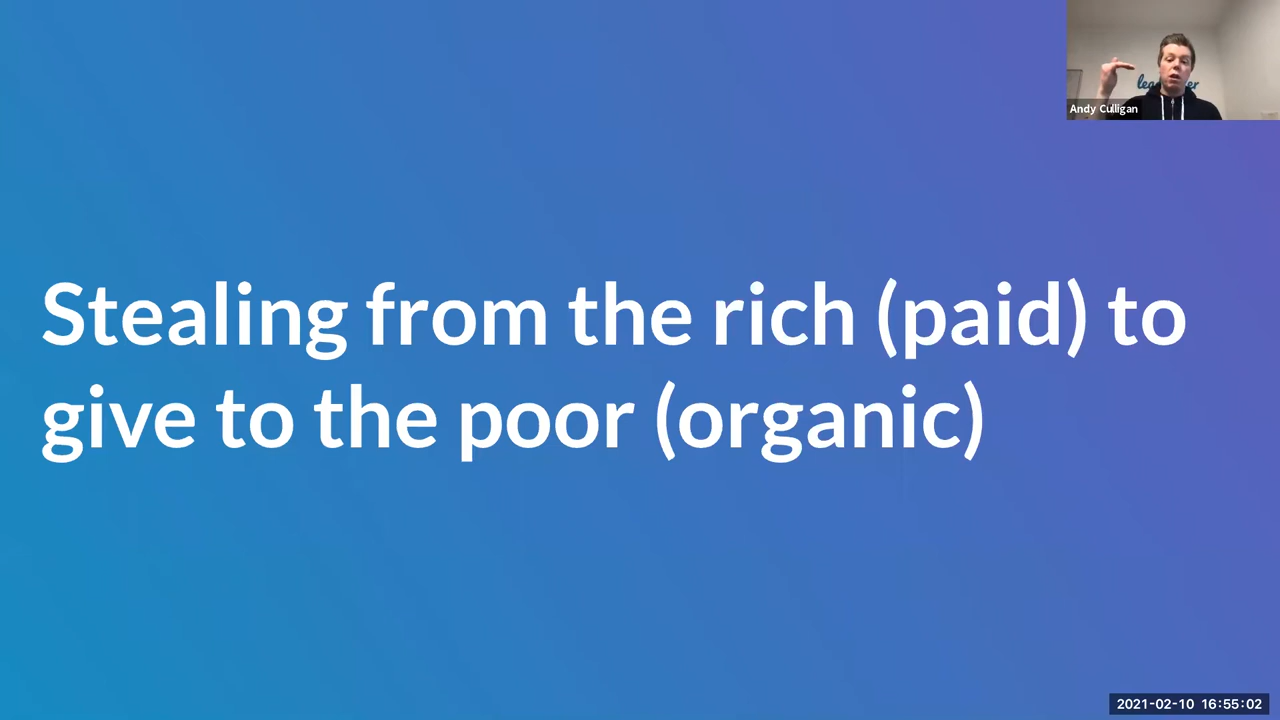 Stealing from the rich (paid) to
give to the poor (organic)
Andy Culligan
2021-02-10 16:55:02